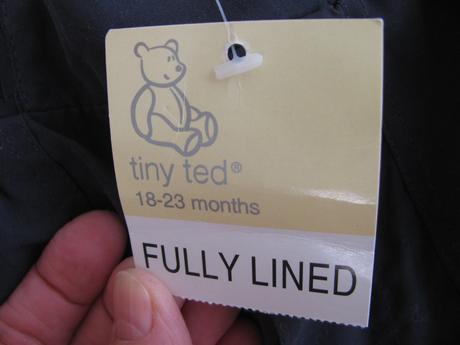 tiny ted®
18-23 months
FULLY LINED